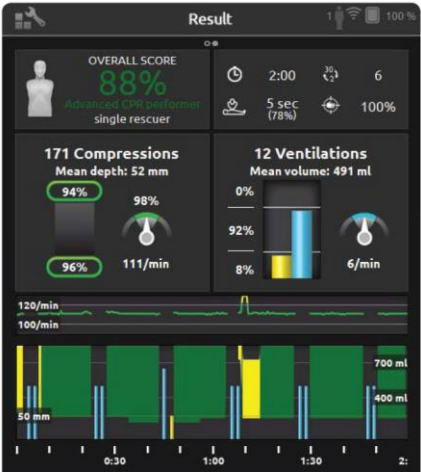 Result
1
100 %
OVERALL SCORE
88%
Advanced CPR performer
single rescuer
2:00
30
2
6
5 sec
(78%)
100%
171 Compressions
Mean depth: 52 mm
94%
98%
96%
111/min
12 Ventilations
Mean volume: 491 ml
0%
92%
8%
6/min
120/min
100/min
700 ml
400 ml
50 mm
0:30
1:00
1:30
2: